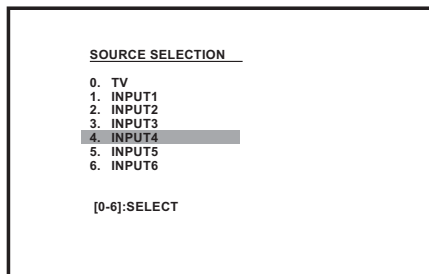 SOURCE SELECTION
0. TV
1. INPUT1
2. INPUT2
3. INPUT3
4. INPUT4
5. INPUT5
6. INPUT6
[0-6]:SELECT